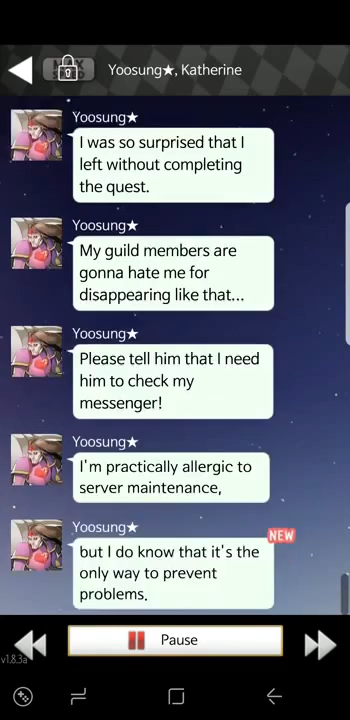 Yoosung★, Katherine
Yoosung★
I was so surprised that I
left without completing
the quest.
Yoosung★
My guild members are
gonna hate me for
disappearing like that...
Yoosung★
Please tell him that I need
him to check my
messenger!
Yoosung★
I'm practically allergic to
server maintenance,
Yoosung★
NEW
but I do know that it's the
only way to prevent
problems.
Pause
v1.8.3a